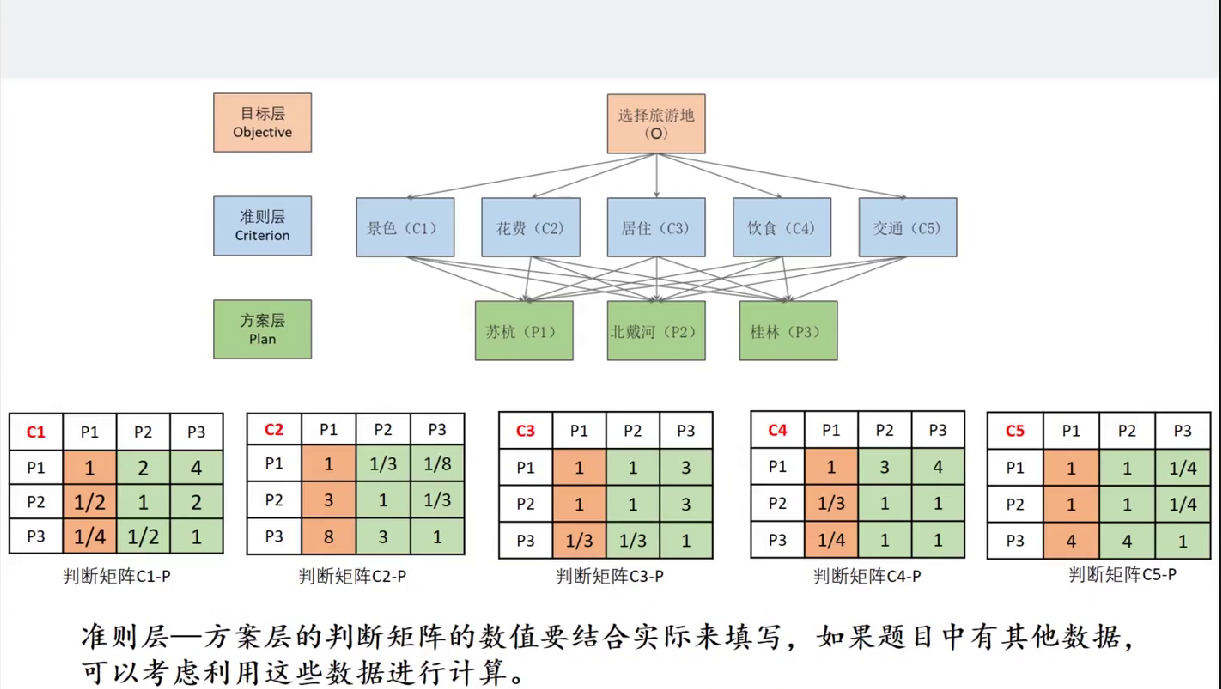 目标层
Objective
选择旅游地
（O）
准则层
Criterion
景色（C1） 花费（C2） 居住（C3） 饮食（C4） 交通（C5）
方案层
Plan
苏杭（P1） 北戴河（P2） 桂林（P3）
C1 P1 P2 P3
P1 1 2 4
P2 1/2 1 2
P3 1/4 1/2 1
判断矩阵C1-P
C2 P1 P2 P3
P1 1 1/3 1/8
P2 3 1 1/3
P3 8 3 1
判断矩阵C2-P
C3 P1 P2 P3
P1 1 1 3
P2 1 1 3
P3 1/3 1/3 1
判断矩阵C3-P
C4 P1 P2 P3
P1 1 3 4
P2 1/3 1 1
P3 1/4 1 1
判断矩阵C4-P
C5 P1 P2 P3
P1 1 1 1/4
P2 1 1 1/4
P3 4 4 1
判断矩阵C5-P
准则层—方案层的判断矩阵的数值要结合实际来填写，如果题目中有其他数据，
可以考虑利用这些数据进行计算。